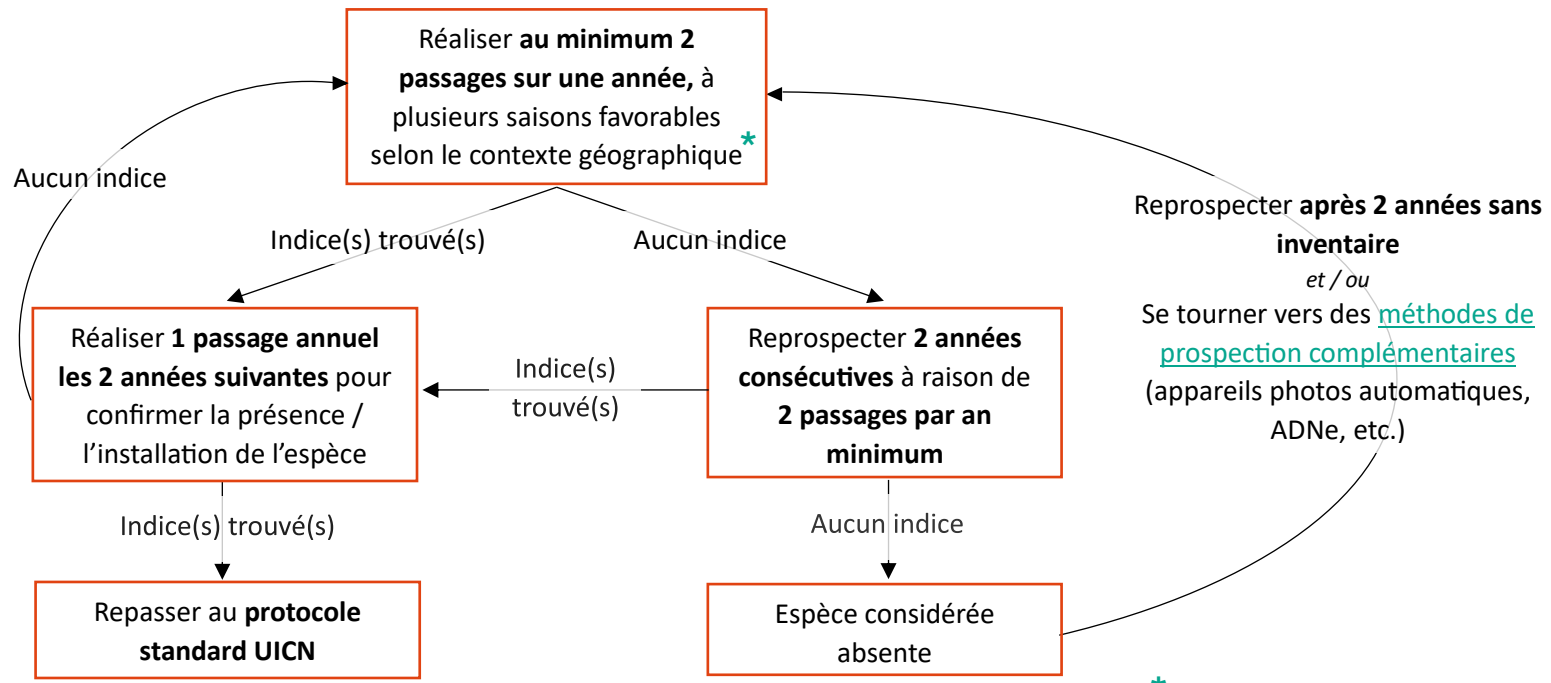 Réaliser au minimum 2
passages sur une année, à
plusieurs saisons favorables
selon le contexte géographique*
Aucun indice
Indice(s) trouvé(s)
Aucun indice
Reprospecter après 2 années sans
inventaire
et / ou
Se tourner vers des méthodes de
prospection complémentaires
(appareils photos automatiques,
ADNe, etc.)
Réaliser 1 passage annuel
les 2 années suivantes pour
confirmer la présence /
l'installation de l'espèce
Indice(s)
trouvé(s)
Reprospecter 2 années
consécutives à raison de
2 passages par an
minimum
Indice(s) trouvé(s)
Aucun indice
Repasser au protocole
standard UICN
Espèce considérée
absente
*